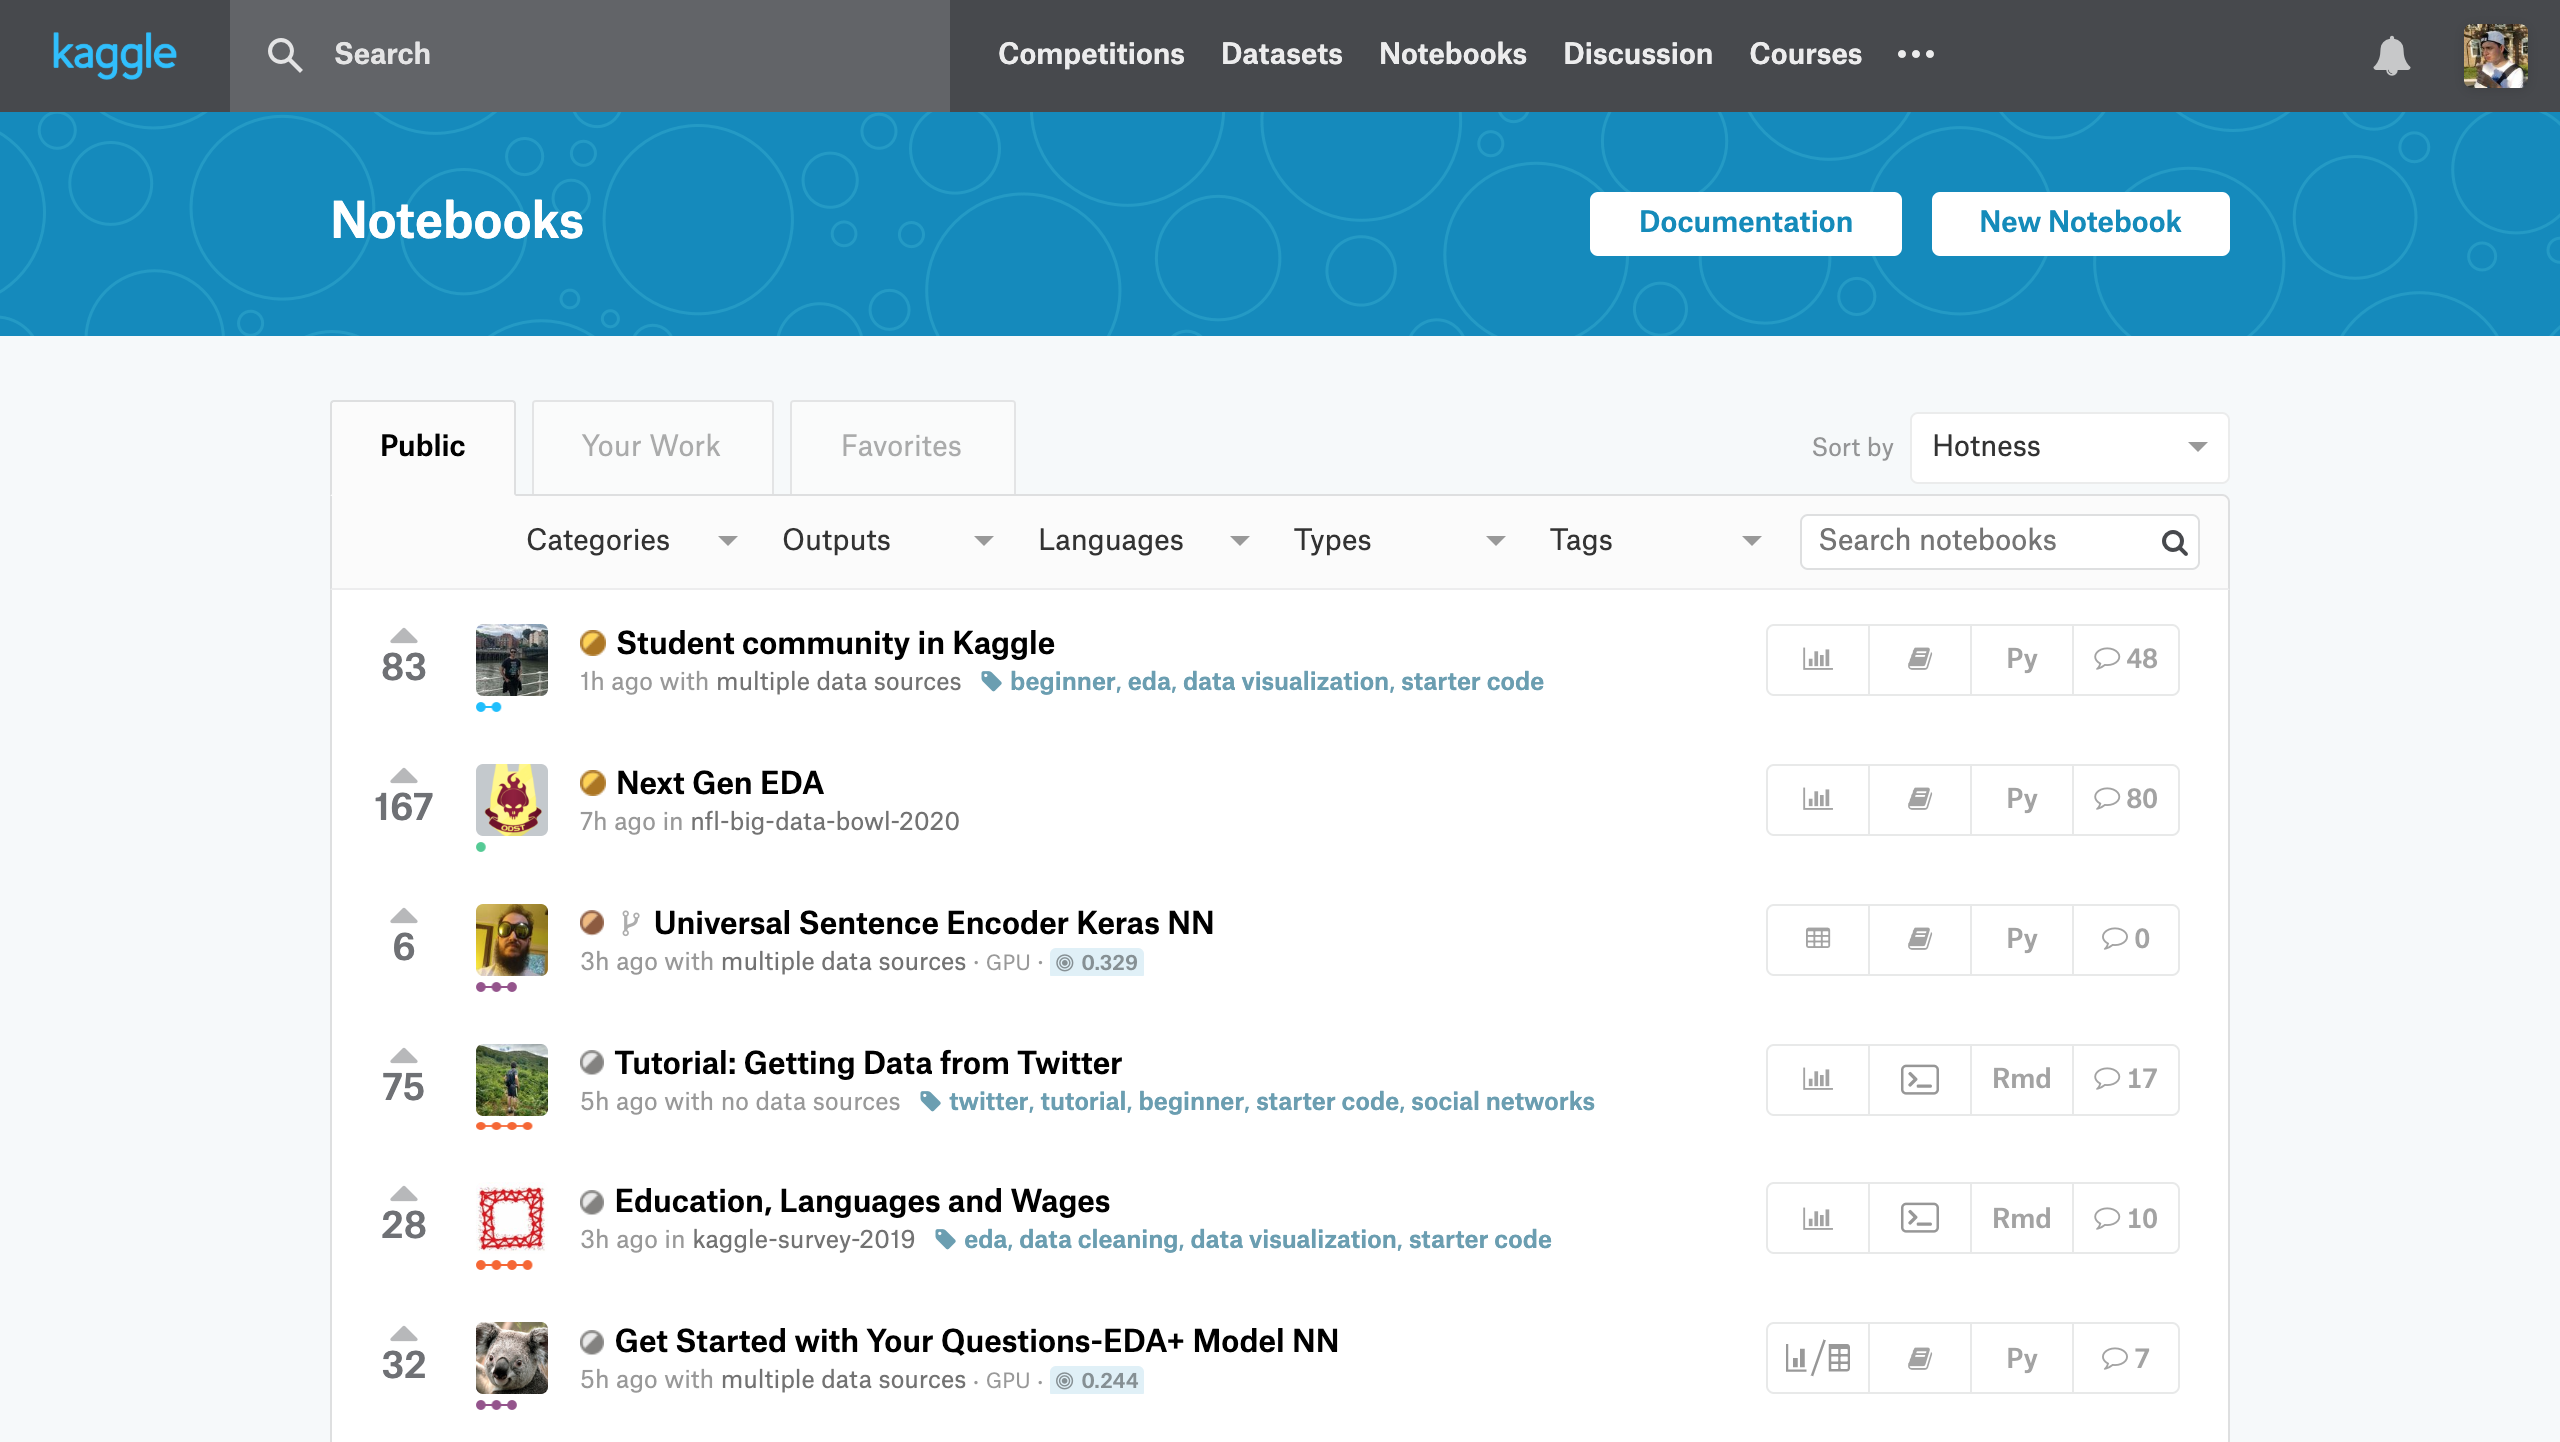 kaggle
Search
Competitions Datasets Notebooks Discussion Courses
Notebooks
Documentation
New Notebook
Public
Your Work
Favorites
Sort by
Hotness
Categories
Outputs
Languages
Types
Tags
Search notebooks
83
Student community in Kaggle
1h ago with multiple data sources
beginner, eda, data visualization, starter code
Py
48
167
ODST
Next Gen EDA
7h ago in nfl-big-data-bowl-2020
Py
80
6
Universal Sentence Encoder Keras NN
3h ago with multiple data sources · GPU · 0.329
Py
0
75
Tutorial: Getting Data from Twitter
5h ago with no data sources
twitter, tutorial, beginner, starter code, social networks
Rmd
17
28
Education, Languages and Wages
3h ago in kaggle-survey-2019
eda, data cleaning, data visualization, starter code
Rmd
10
32
Get Started with Your Questions-EDA+ Model NN
5h ago with multiple data sources · GPU · 0.244
Py
7